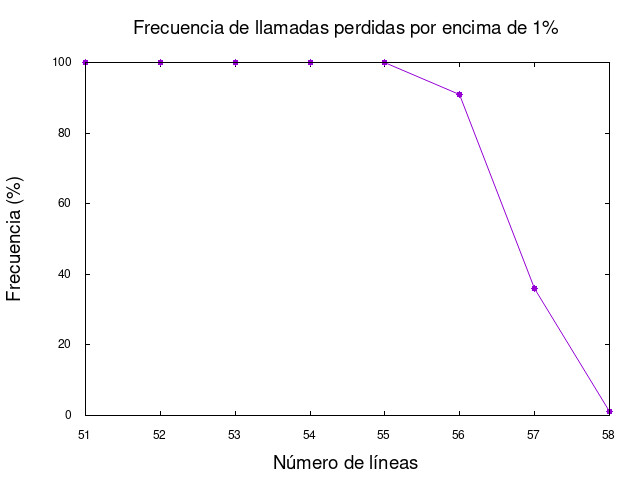 Frecuencia de llamadas perdidas por encima de 1%
100
80
60
40
20
0
Frecuencia (%)
51 52 53 54 55 56 57 58
Número de líneas